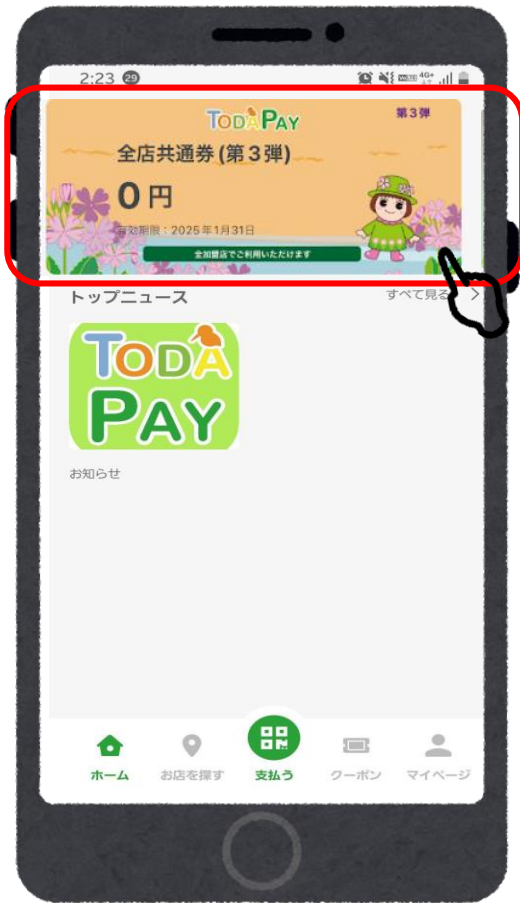 2:23 29
4G+
TODAPAY
第3弾
全店共通券(第3弾)
0円
有効期限：2025年1月31日
全加盟店でご利用いただけます
トップニュース
すべて見る
TODA
PAY
お知らせ
ホーム
お店を探す
支払う
クーポン
マイページ